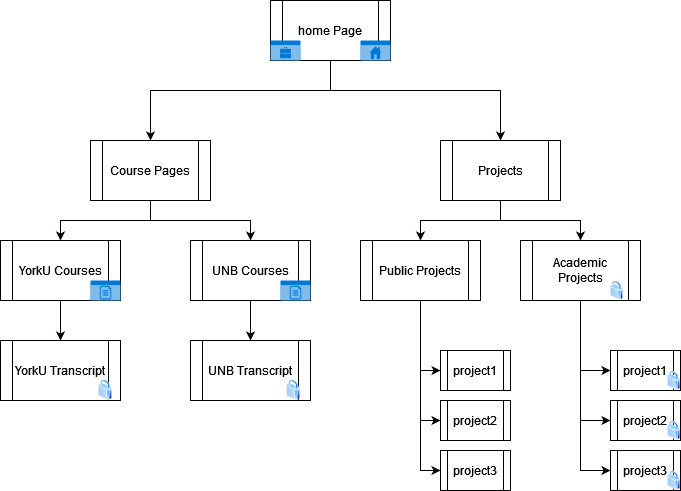 home Page
Course Pages
Projects
YorkU Courses
UNB Courses
Public Projects
Academic
Projects
YorkU Transcript
UNB Transcript
project1
project1
project2
project2
project3
project3